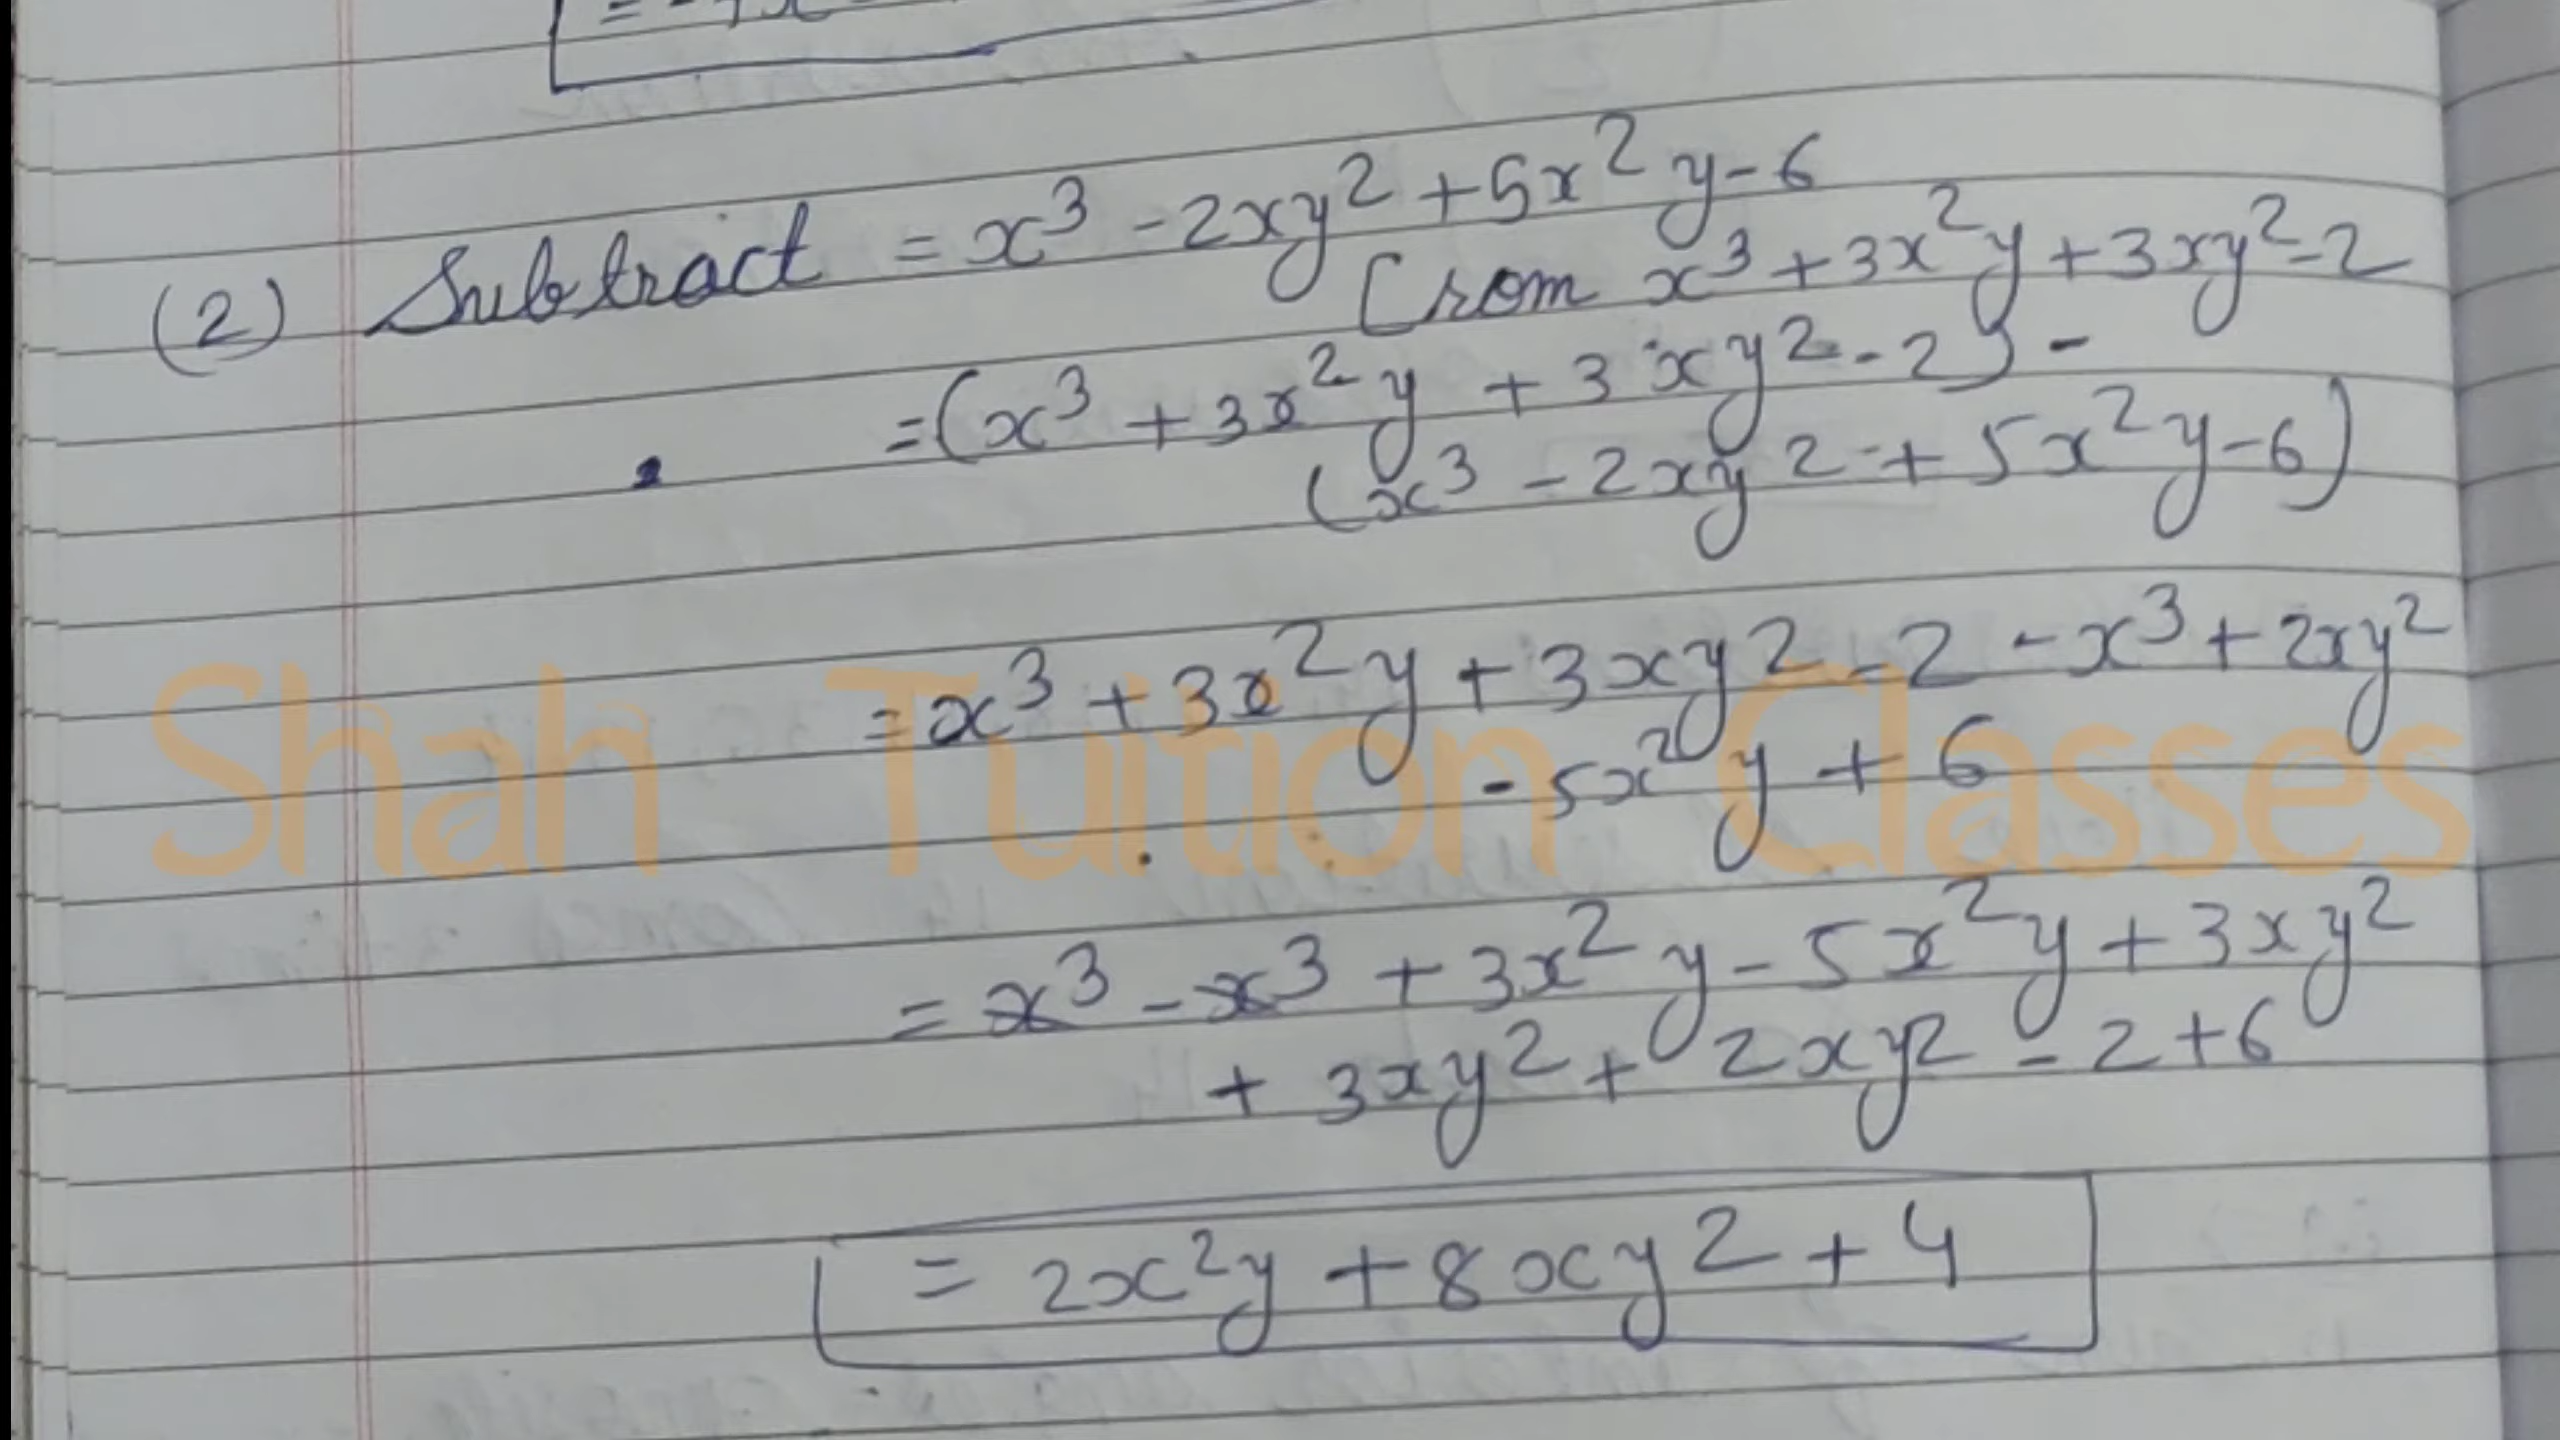 (2) Subtract = x³ - 2xy² + 5x²y - 6
from x³ + 3x²y + 3xy² - 2
= (x³ + 3x²y + 3xy² - 2) -
(x³ - 2xy² + 5x²y - 6)
= x³ + 3x²y + 3xy² - 2 - x³ + 2xy²
- 5x²y + 6
Shah Tuition Classes
= x³ - x³ + 3x²y - 5x²y + 3xy²
+ 3xy² + 2xy² - 2 + 6
= 2x²y + 8xy² + 4